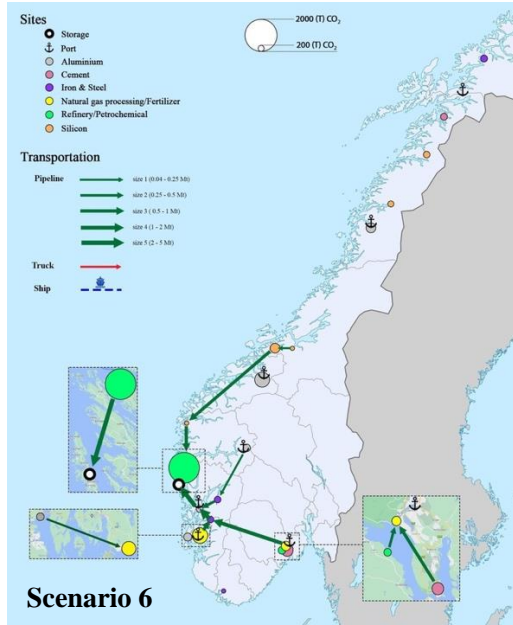 Sites
Storage
Port
Aluminium
Cement
Iron & Steel
Natural gas processing/Fertilizer
Refinery/Petrochemical
Silicon
2000 (T) CO₂
200 (T) CO₂
Transportation
Pipeline
size 1 (0.04 - 0.25 Mt)
size 2 (0.25 - 0.5 Mt)
size 3 ( 0.5 - 1 Mt)
size 4 (1 - 2 Mt)
size 5 (2 - 5 Mt)
Truck
Ship
Scenario 6